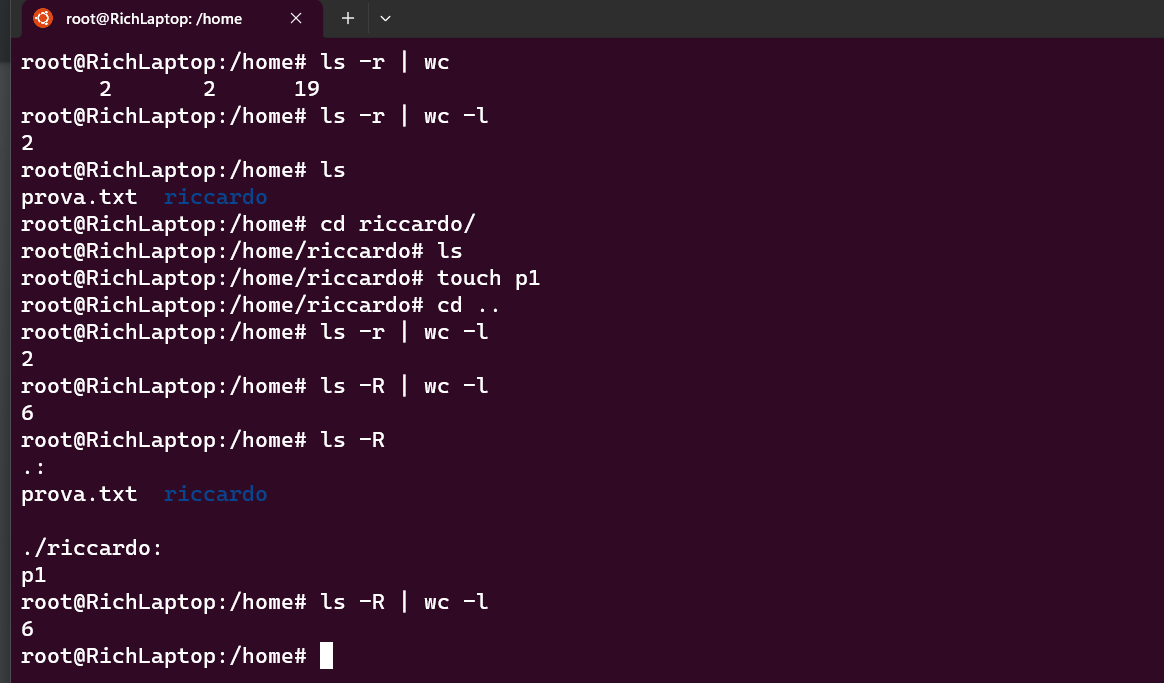 root@RichLaptop: /home
root@RichLaptop:/home# ls -r | wc
      2       2      19
root@RichLaptop:/home# ls -r | wc -l
2
root@RichLaptop:/home# ls
prova.txt  riccardo
root@RichLaptop:/home# cd riccardo/
root@RichLaptop:/home/riccardo# ls
root@RichLaptop:/home/riccardo# touch p1
root@RichLaptop:/home/riccardo# cd ..
root@RichLaptop:/home# ls -r | wc -l
2
root@RichLaptop:/home# ls -R | wc -l
6
root@RichLaptop:/home# ls -R
.:
prova.txt  riccardo

./riccardo:
p1
root@RichLaptop:/home# ls -R | wc -l
6
root@RichLaptop:/home#